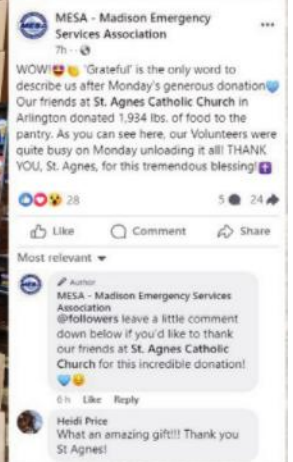 MESA - Madison Emergency
Services Association
7h
WOW!😍👏 'Grateful' is the only word to
describe us after Monday's generous donation💙
Our friends at St. Agnes Catholic Church in
Arlington donated 1,934 lbs. of food to the
pantry. As you can see here, our Volunteers were
quite busy on Monday unloading it all! THANK
YOU, St. Agnes, for this tremendous blessing!✝️
28
5 24
Like Comment Share
Most relevant
Author
MESA - Madison Emergency Services
Association
@followers leave a little comment
down below if you'd like to thank
our friends at St. Agnes Catholic
Church for this incredible donation!
💙😊
6h Like Reply
Heidi Price
What an amazing gift!!! Thank you
St Agnes!